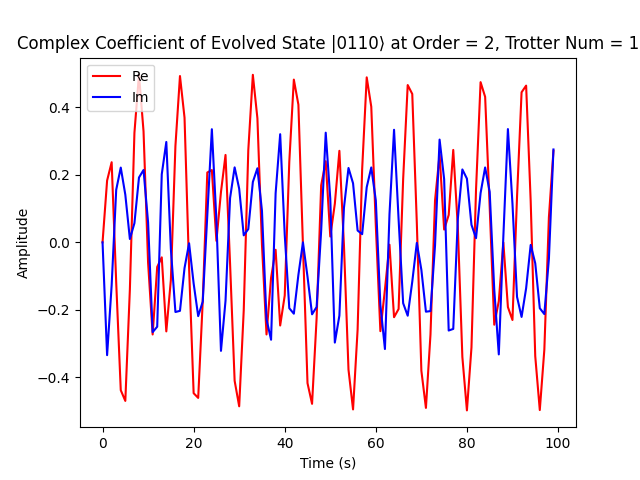 Complex Coefficient of Evolved State |0110⟩ at Order = 2, Trotter Num = 1
Re
Im
0.4
0.2
0.0
−0.2
−0.4
Amplitude
0 20 40 60 80 100
Time (s)